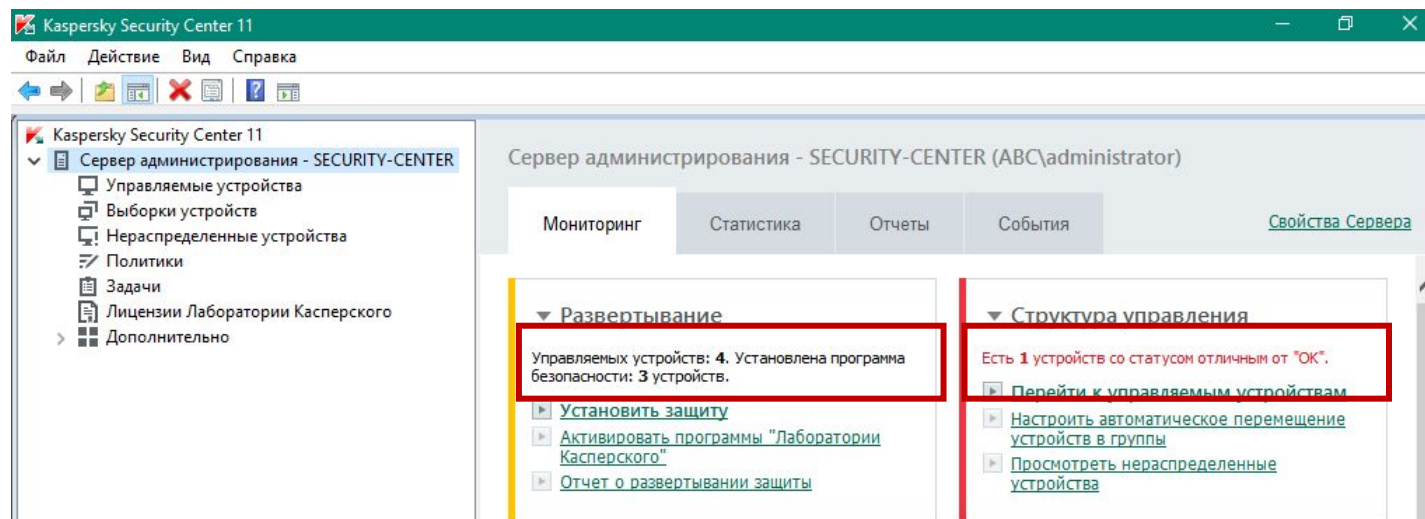 Kaspersky Security Center 11
Файл Действие Вид Справка
Kaspersky Security Center 11
Сервер администрирования - SECURITY-CENTER
Управляемые устройства
Выборки устройств
Нераспределенные устройства
Политики
Задачи
Лицензии Лаборатории Касперского
Дополнительно
Сервер администрирования - SECURITY-CENTER (ABC\administrator)
Мониторинг Статистика Отчеты События Свойства Сервера
Развертывание
Управляемых устройств: 4. Установлена программа
безопасности: 3 устройств.
Установить защиту
Активировать программы "Лаборатории
Касперского"
Отчет о развертывании защиты
Структура управления
Есть 1 устройств со статусом отличным от "OK".
Перейти к управляемым устройствам
Настроить автоматическое перемещение
устройств в группы
Просмотреть нераспределенные
устройства